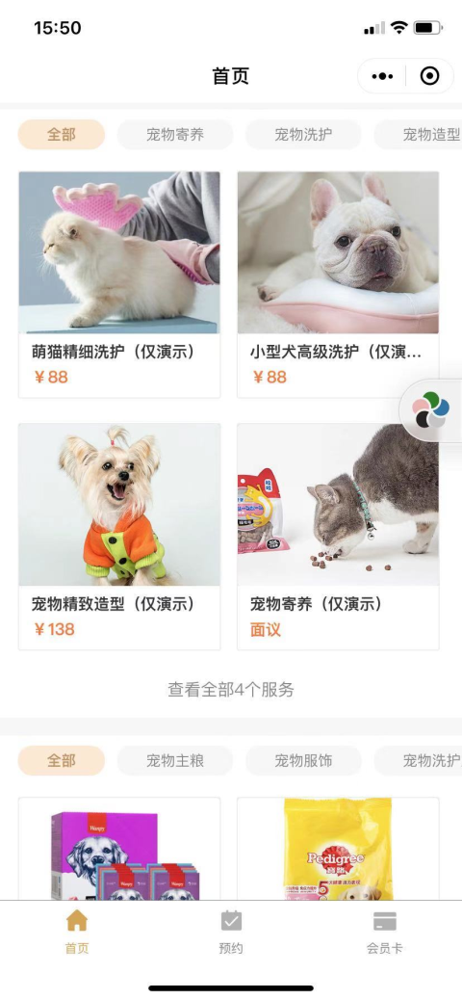 15:50
首页
全部
宠物寄养
宠物洗护
宠物造型
萌猫精细洗护（仅演示）
小型犬高级洗护（仅演...
￥88
￥88
宠物精致造型（仅演示）
宠物寄养（仅演示）
￥138
面议
查看全部4个服务
全部
宠物主粮
宠物服饰
宠物洗护
Wanpy
Pedigree
宝路
首页
预约
会员卡